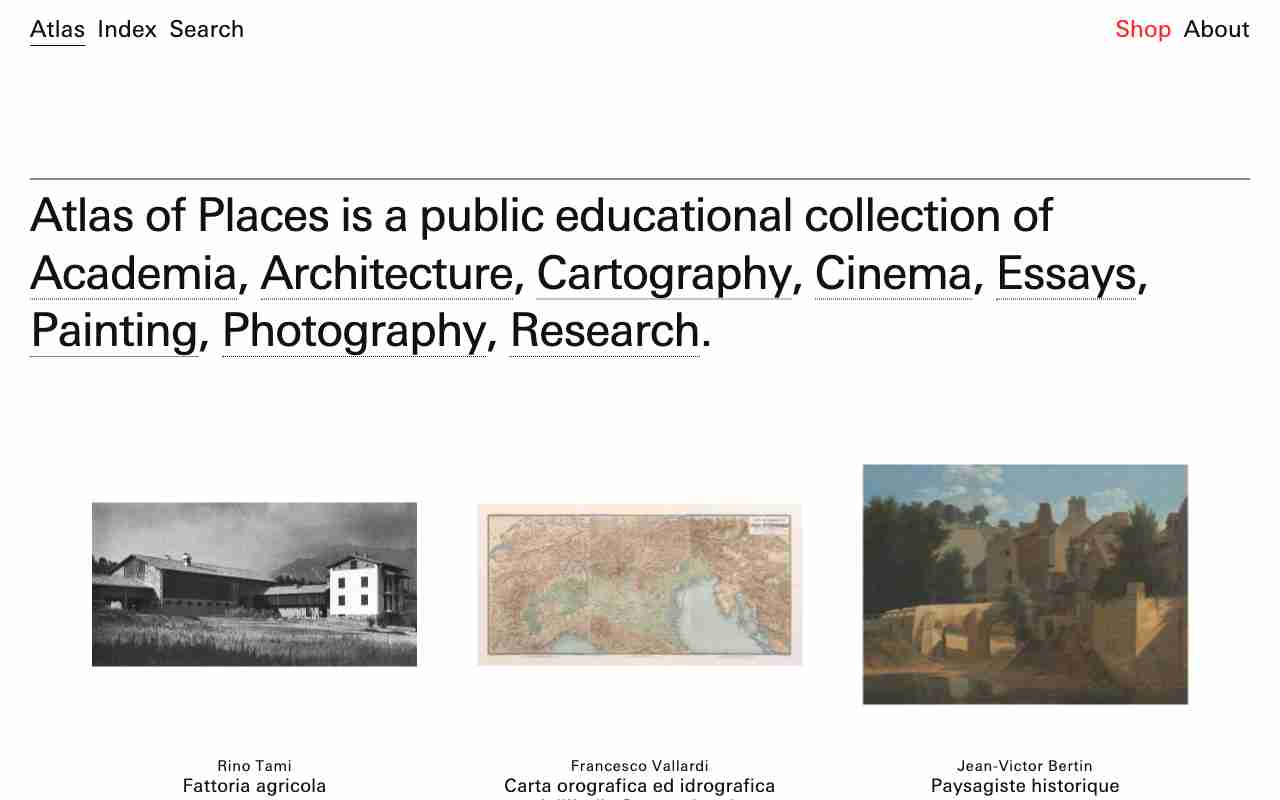 Atlas Index Search Shop About
Atlas of Places is a public educational collection of
Academia, Architecture, Cartography, Cinema, Essays,
Painting, Photography, Research.
Rino Tami
Fattoria agricola
Francesco Vallardi
Carta orografica ed idrografica
Jean-Victor Bertin
Paysagiste historique